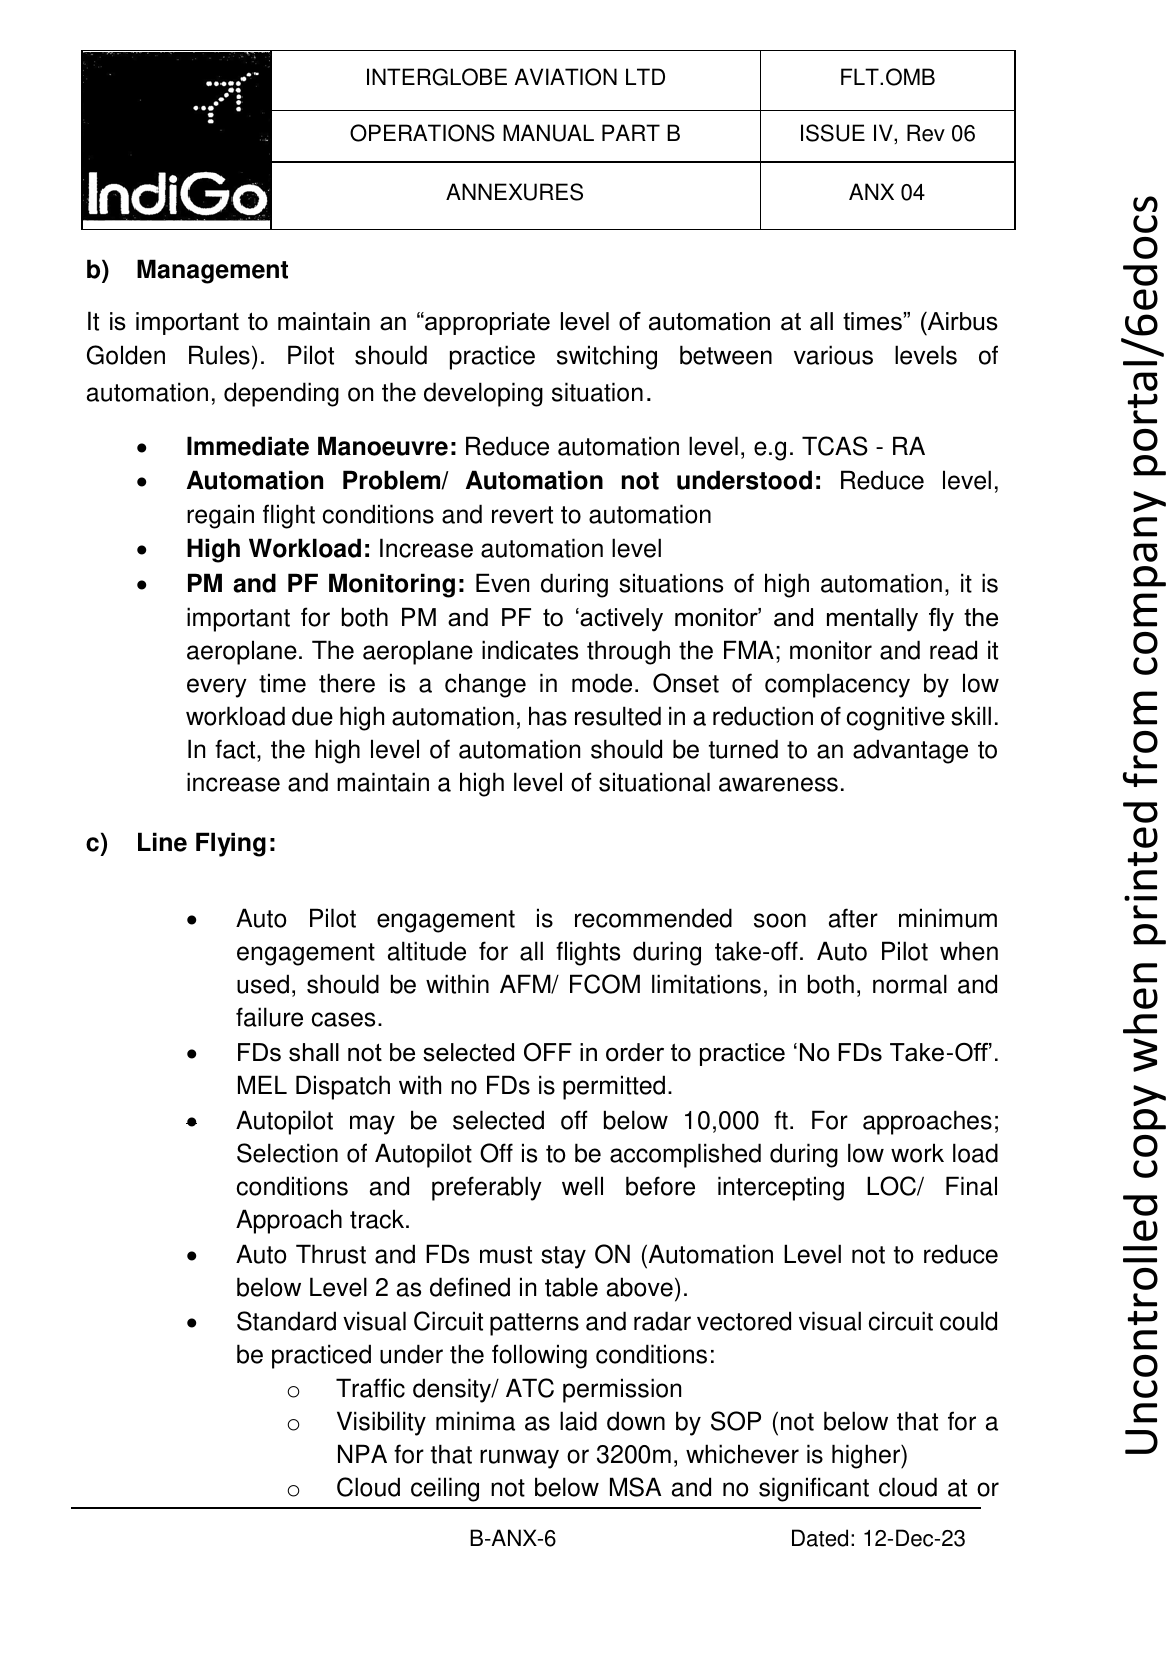 IndiGo
INTERGLOBE AVIATION LTD
FLT.OMB
OPERATIONS MANUAL PART B
ISSUE IV, Rev 06
ANNEXURES
ANX 04
b) Management
It is important to maintain an “appropriate level of automation at all times” (Airbus
Golden Rules). Pilot should practice switching between various levels of
automation, depending on the developing situation.
• Immediate Manoeuvre: Reduce automation level, e.g. TCAS - RA
• Automation Problem/ Automation not understood: Reduce level,
regain flight conditions and revert to automation
• High Workload: Increase automation level
• PM and PF Monitoring: Even during situations of high automation, it is
important for both PM and PF to ‘actively monitor’ and mentally fly the
aeroplane. The aeroplane indicates through the FMA; monitor and read it
every time there is a change in mode. Onset of complacency by low
workload due high automation, has resulted in a reduction of cognitive skill.
In fact, the high level of automation should be turned to an advantage to
increase and maintain a high level of situational awareness.
c) Line Flying:
• Auto Pilot engagement is recommended soon after minimum
engagement altitude for all flights during take-off. Auto Pilot when
used, should be within AFM/ FCOM limitations, in both, normal and
failure cases.
• FDs shall not be selected OFF in order to practice ‘No FDs Take-Off’.
MEL Dispatch with no FDs is permitted.
• Autopilot may be selected off below 10,000 ft. For approaches;
Selection of Autopilot Off is to be accomplished during low work load
conditions and preferably well before intercepting LOC/ Final
Approach track.
• Auto Thrust and FDs must stay ON (Automation Level not to reduce
below Level 2 as defined in table above).
• Standard visual Circuit patterns and radar vectored visual circuit could
be practiced under the following conditions:
o Traffic density/ ATC permission
o Visibility minima as laid down by SOP (not below that for a
NPA for that runway or 3200m, whichever is higher)
o Cloud ceiling not below MSA and no significant cloud at or
B-ANX-6
Dated: 12-Dec-23
Uncontrolled copy when printed from company portal/6edocs